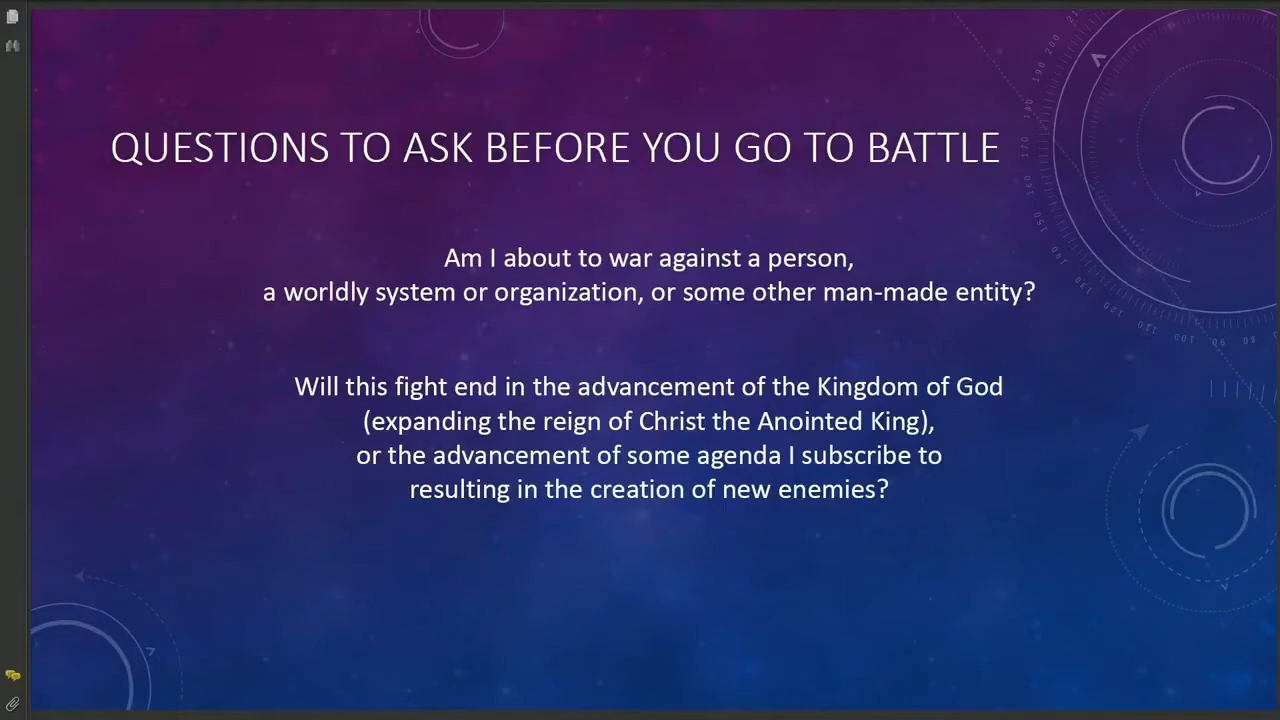 QUESTIONS TO ASK BEFORE YOU GO TO BATTLE
Am I about to war against a person,
a worldly system or organization, or some other man-made entity?
Will this fight end in the advancement of the Kingdom of God
(expanding the reign of Christ the Anointed King),
or the advancement of some agenda I subscribe to
resulting in the creation of new enemies?